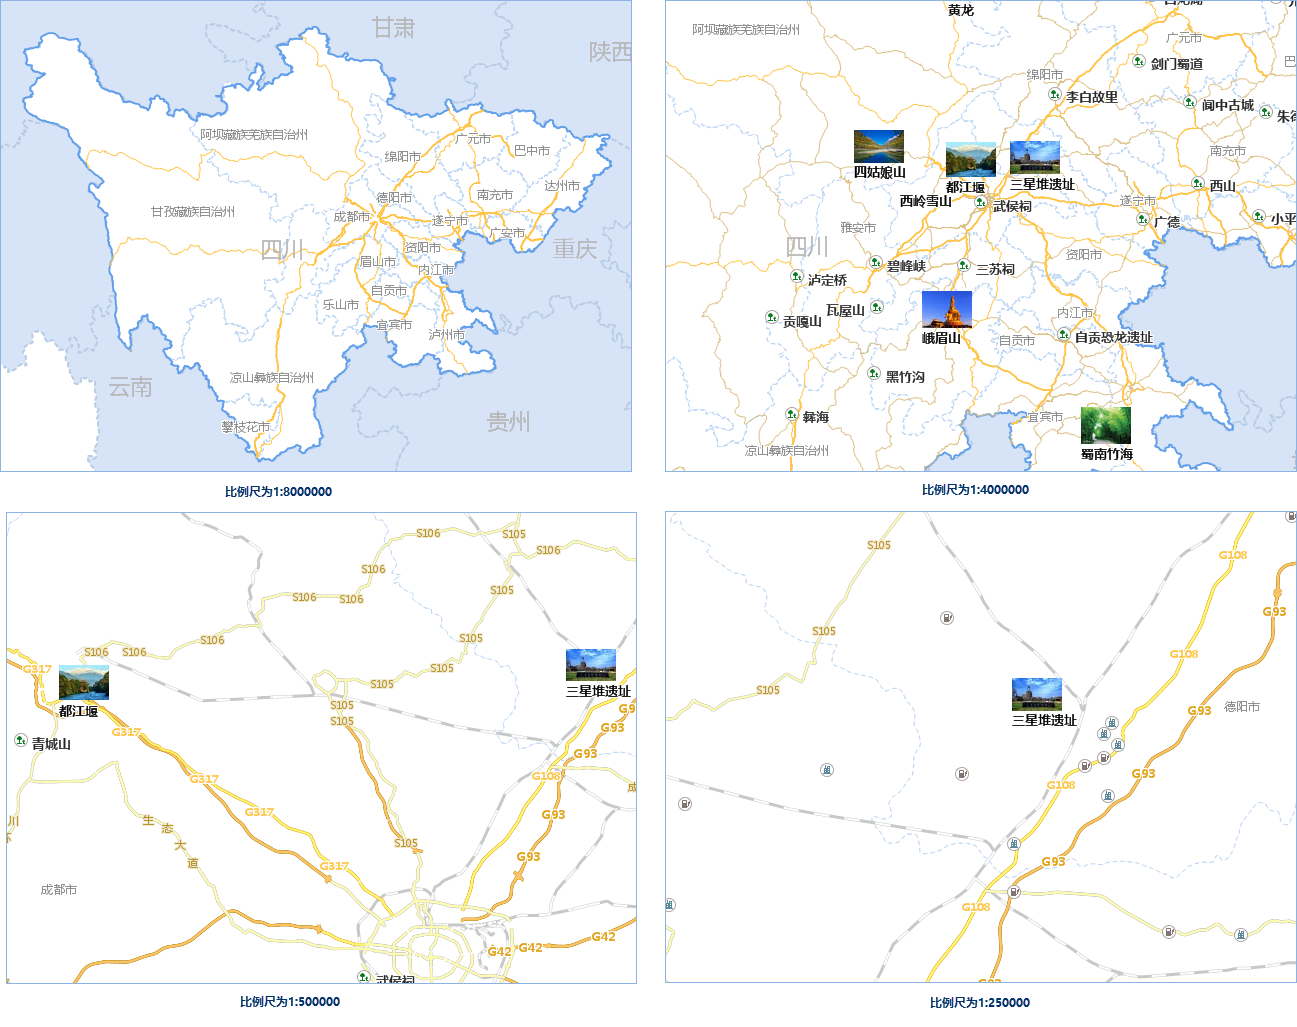 甘肃
陕西
阿坝藏族羌族自治州
广元市
绵阳市
巴中市
达州市
甘孜藏族自治州
德阳市
南充市
成都市
遂宁市
广安市
四川
资阳市
重庆
眉山市
内江市
自贡市
乐山市
宜宾市
泸州市
云南
凉山彝族自治州
贵州
攀枝花市
比例尺为1:8000000
黄龙
阿坝藏族羌族自治州
广元市
剑门蜀道
绵阳市
李白故里
阆中古城
四姑娘山
都江堰
三星堆遗址
南充市
西山
西岭雪山
武侯祠
遂宁市
广德
小平
雅安市
四川
资阳市
碧峰峡
三苏祠
泸定桥
瓦屋山
贡嘎山
峨眉山
内江市
自贡市
自贡恐龙遗址
黑竹沟
彝海
宜宾市
凉山彝族自治州
蜀南竹海
比例尺为1:4000000
S106
S105
S106
S106
S105
S106
S106
S106
S105
S106
S106
G317
S105
S105
三星堆遗址
都江堰
S105
S105
G93
G317
青城山
G93
G317
G108
G317
G93
生态大道
S105
G93
G317
成都市
G42
G42
G42
武侯祠
比例尺为1:500000
S105
G108
G93
S105
G108
S105
三星堆遗址
G93
德阳市
G93
G108
G93
G108
G93
比例尺为1:250000